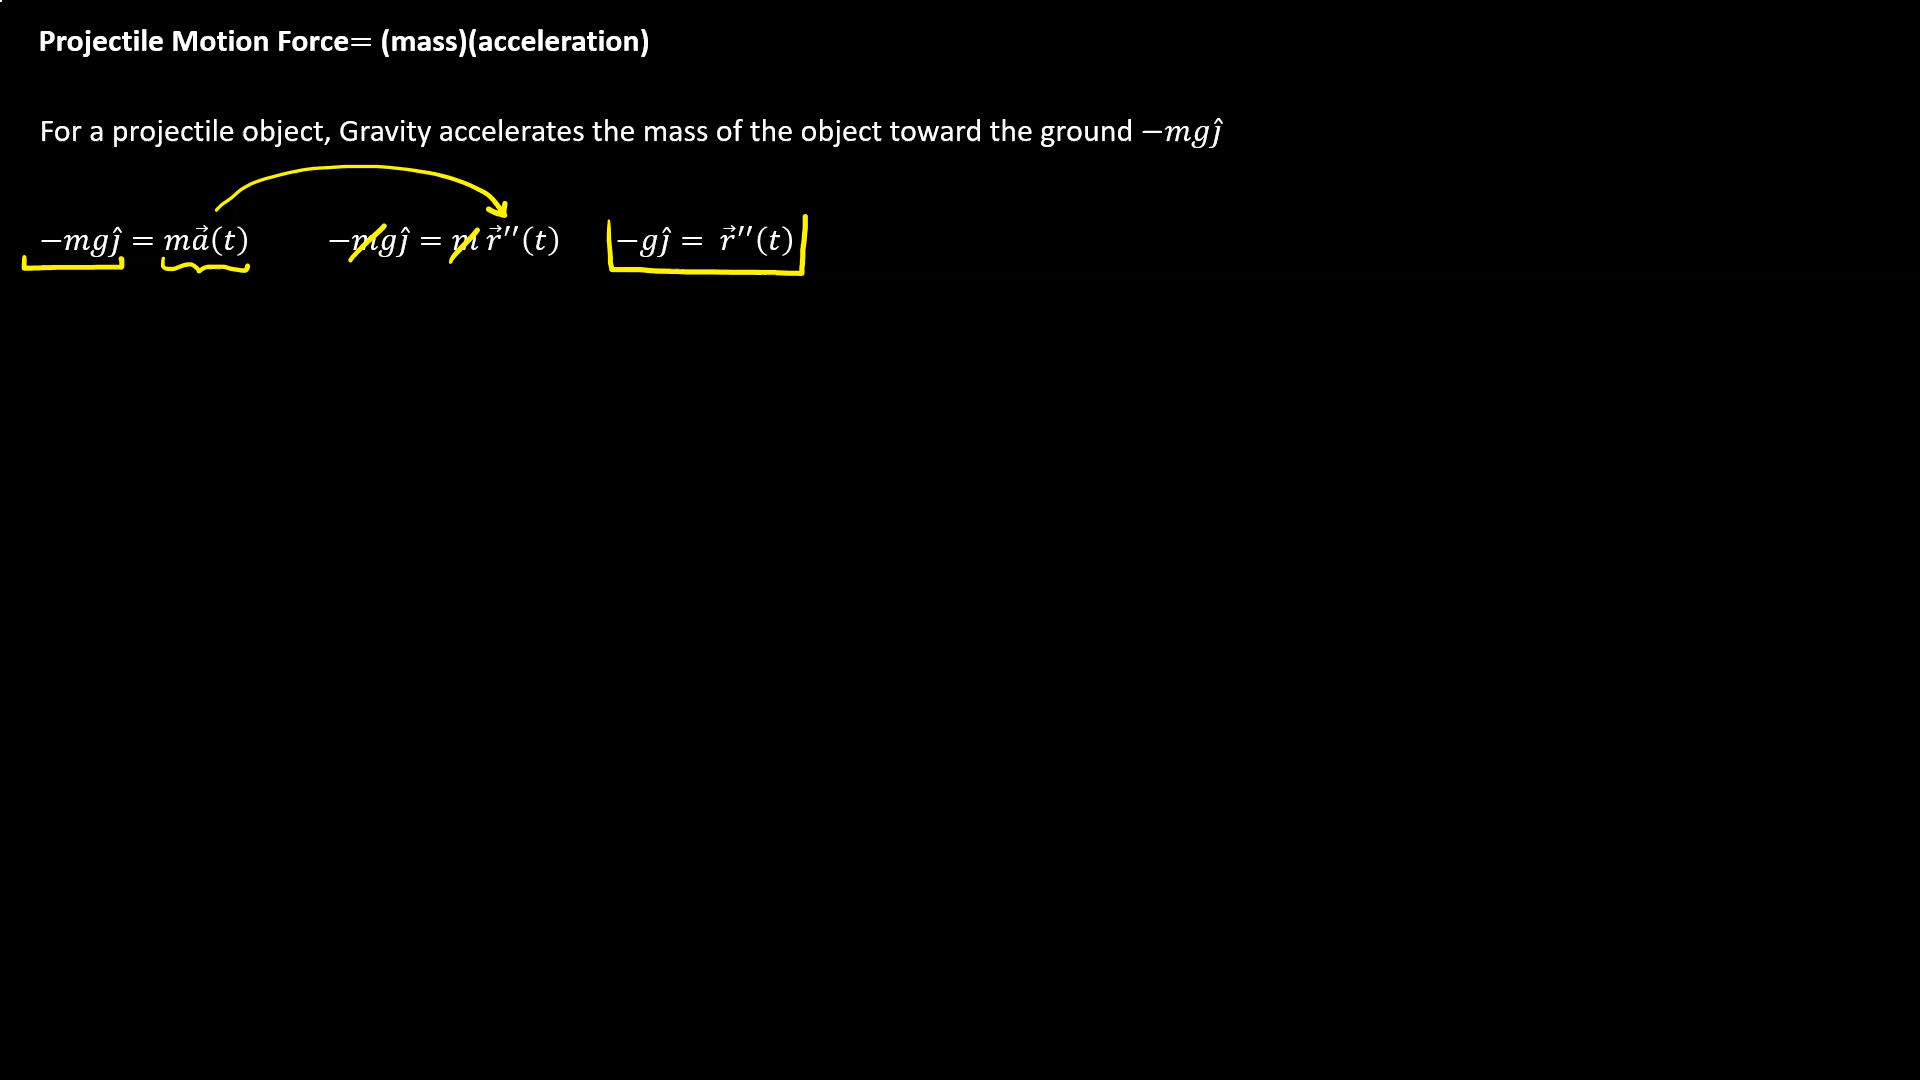 Projectile Motion Force= (mass)(acceleration)
For a projectile object, Gravity accelerates the mass of the object toward the ground −mgĵ
−mgĵ = ma⃗(t) −mgĵ = m r⃗′′(t) −gĵ = r⃗′′(t)